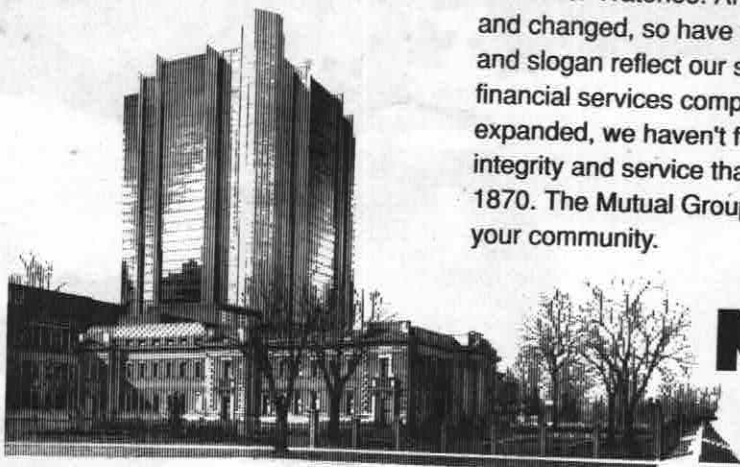 and changed, so have
and slogan reflect our s
financial services comp
expanded, we haven't f
integrity and service tha
1870. The Mutual Grou
your community.